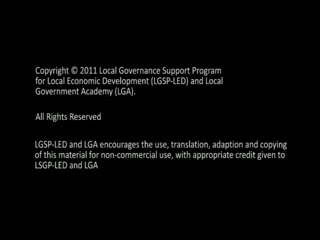 Copyright © 2011 Local Governance Support Program
for Local Economic Development (LGSP-LED) and Local
Government Academy (LGA).
All Rights Reserved
LGSP-LED and LGA encourages the use, translation, adaption and copying
of this material for non-commercial use, with appropriate credit given to
LSGP-LED and LGA